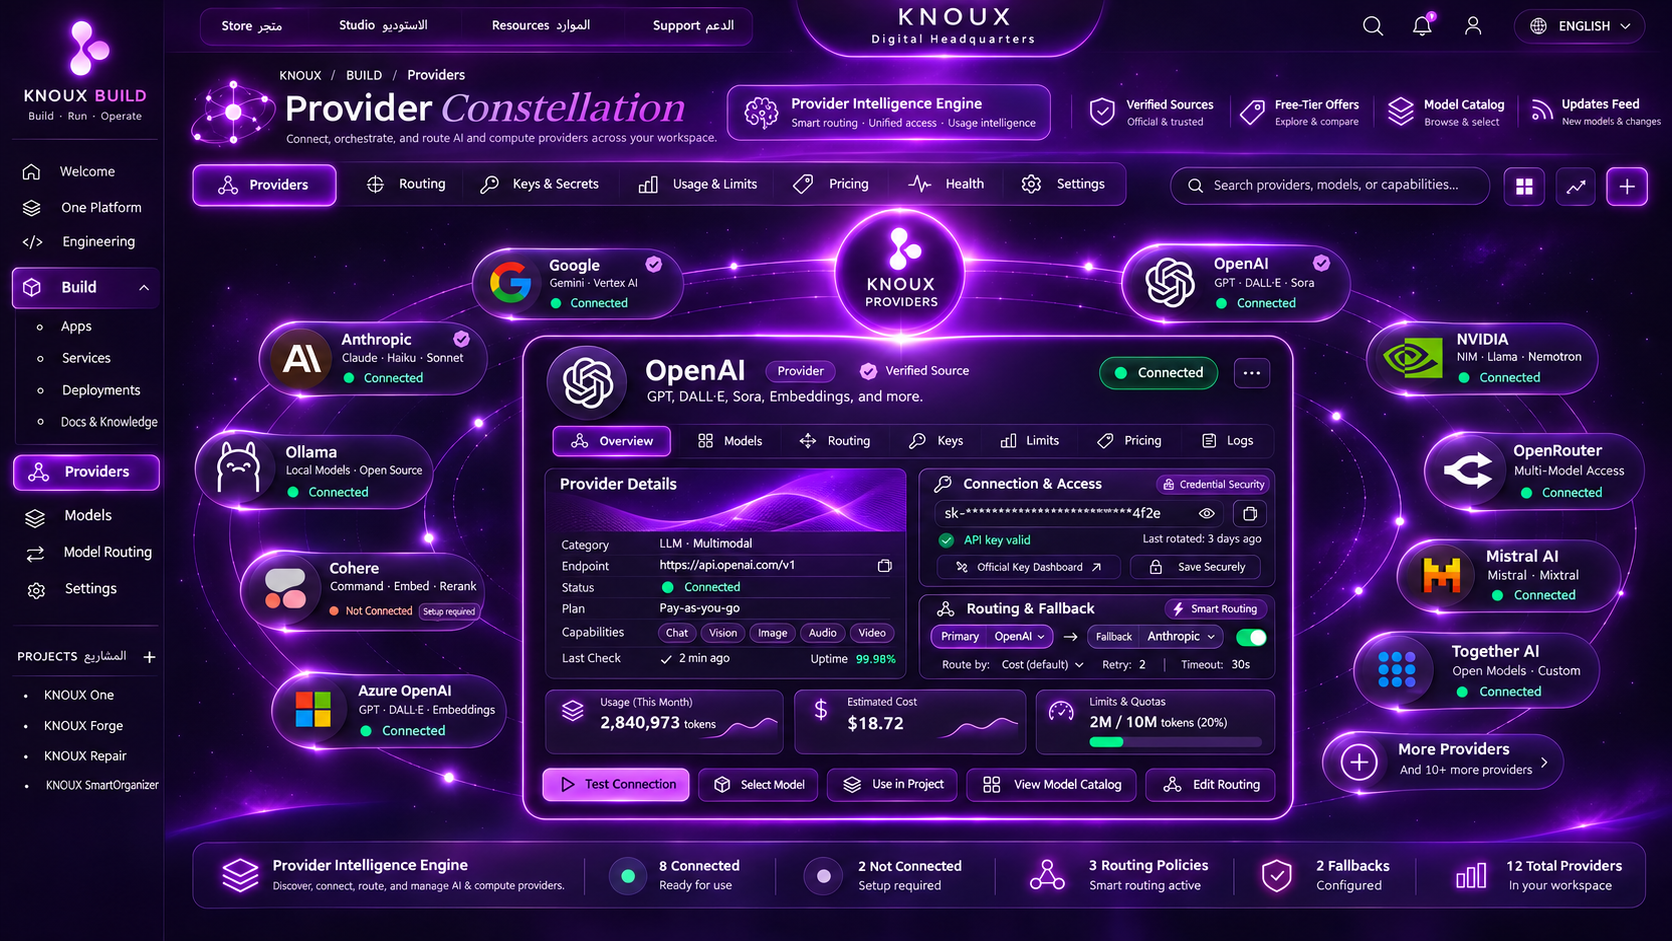 KNOUX BUILD
Build · Run · Operate
Welcome
One Platform
Engineering
Build
Apps
Services
Deployments
Docs & Knowledge
Providers
Models
Model Routing
Settings
PROJECTS المشاريع
KNOUX One
KNOUX Forge
KNOUX Repair
KNOUX SmartOrganizer
Store متجر
Studio الاستوديو
Resources الموارد
Support الدعم
KNOUX
Digital Headquarters
ENGLISH
KNOUX / BUILD / Providers
Provider Constellation
Connect, orchestrate, and route AI and compute providers across your workspace.
Provider Intelligence Engine
Smart routing · Unified access · Usage intelligence
Verified Sources
Official & trusted
Free-Tier Offers
Explore & compare
Model Catalog
Browse & select
Updates Feed
New models & changes
Providers
Routing
Keys & Secrets
Usage & Limits
Pricing
Health
Settings
Search providers, models, or capabilities...
KNOUX
PROVIDERS
Google
Gemini · Vertex AI
Connected
OpenAI
GPT · DALL·E · Sora
Connected
Anthropic
Claude · Haiku · Sonnet
Connected
NVIDIA
NIM · Llama · Nemotron
Connected
Ollama
Local Models · Open Source
Connected
OpenRouter
Multi-Model Access
Connected
Cohere
Command · Embed · Rerank
Not Connected
Setup required
Mistral AI
Mistral · Mixtral
Connected
Azure OpenAI
GPT · DALL·E · Embeddings
Connected
Together AI
Open Models · Custom
Connected
More Providers
And 10+ more providers
OpenAI
Provider
Verified Source
Connected
GPT, DALL·E, Sora, Embeddings, and more.
Overview
Models
Routing
Keys
Limits
Pricing
Logs
Provider Details
Category LLM · Multimodal
Endpoint https://api.openai.com/v1
Status Connected
Plan Pay-as-you-go
Capabilities Chat Vision Image Audio Video
Last Check 2 min ago Uptime 99.98%
Connection & Access
Credential Security
sk-************************4f2e
API key valid
Last rotated: 3 days ago
Official Key Dashboard
Save Securely
Routing & Fallback
Smart Routing
Primary OpenAI → Fallback Anthropic
Route by: Cost (default) Retry: 2 | Timeout: 30s
Usage (This Month)
2,840,973 tokens
Estimated Cost
$18.72
Limits & Quotas
2M / 10M tokens (20%)
Test Connection
Select Model
Use in Project
View Model Catalog
Edit Routing
Provider Intelligence Engine
Discover, connect, route, and manage AI & compute providers.
8 Connected
Ready for use
2 Not Connected
Setup required
3 Routing Policies
Smart routing active
2 Fallbacks
Configured
12 Total Providers
In your workspace